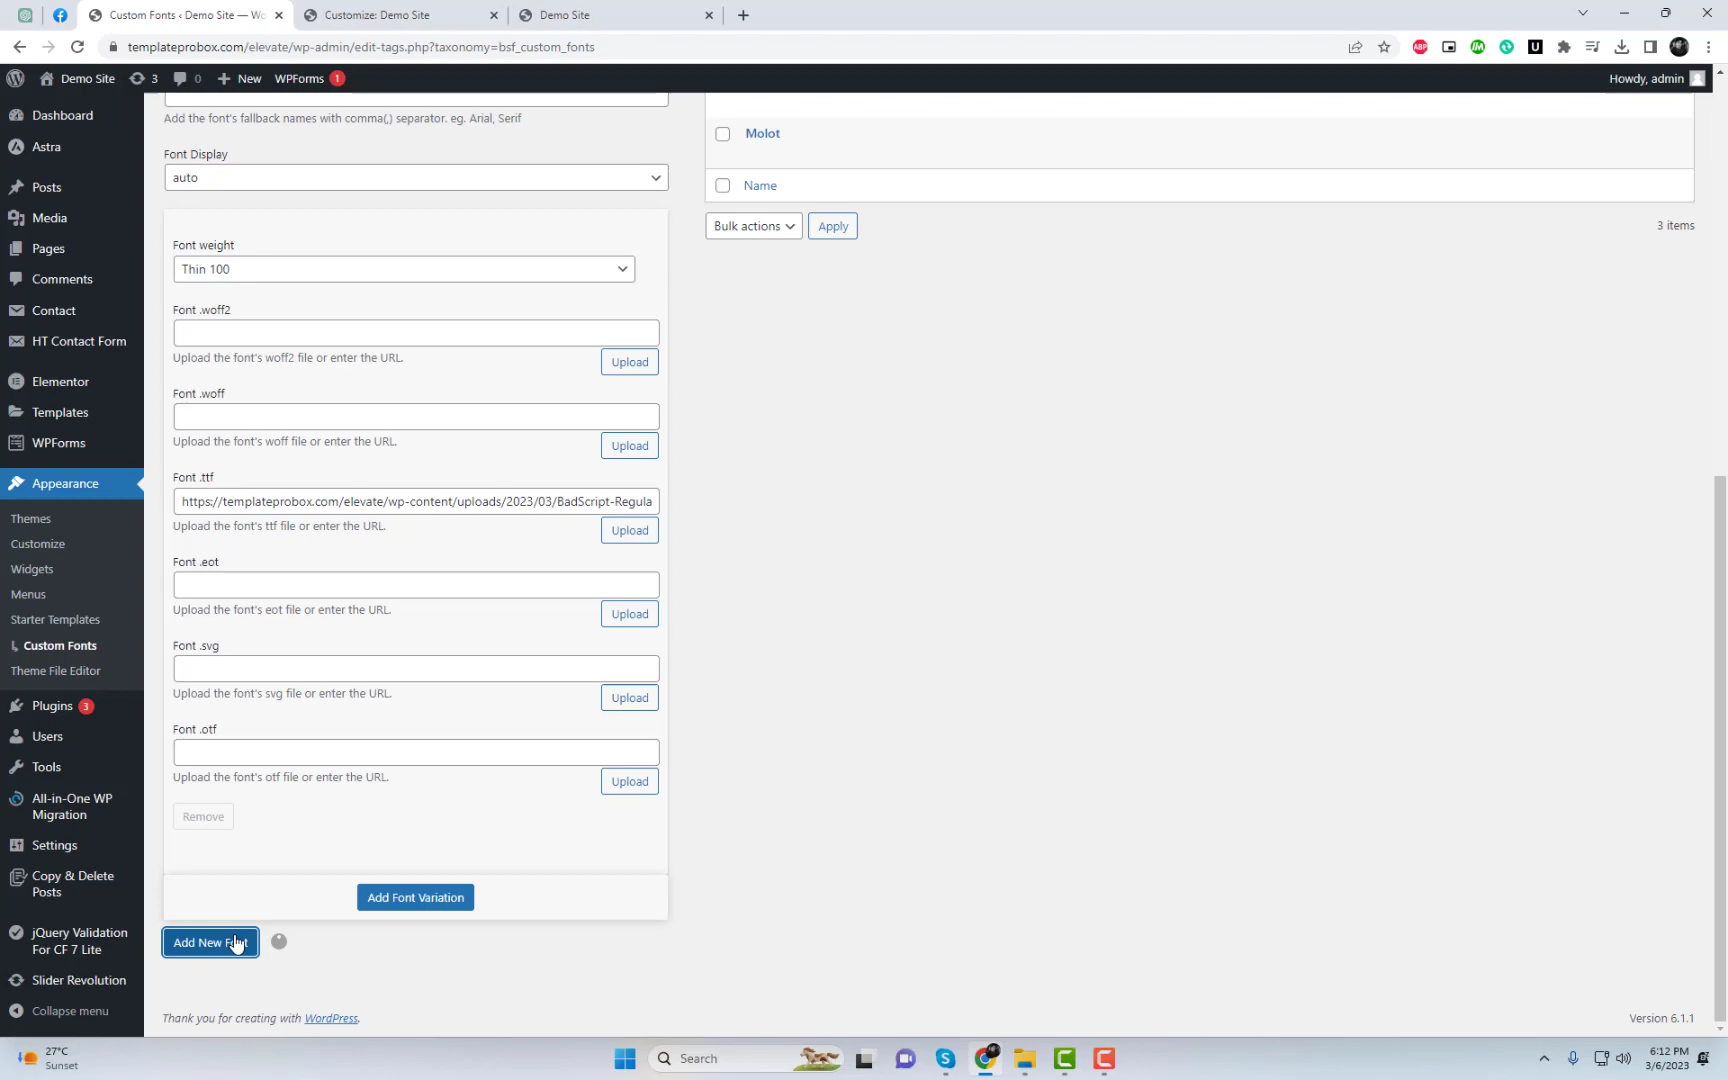 Custom Fonts ‹ Demo Site — Wo
Customize: Demo Site
Demo Site
templateprobox.com/elevate/wp-admin/edit-tags.php?taxonomy=bsf_custom_fonts
Demo Site
3
0
New
WPForms
1
Howdy, admin
Dashboard
Astra
Posts
Media
Pages
Comments
Contact
HT Contact Form
Elementor
Templates
WPForms
Appearance
Themes
Customize
Widgets
Menus
Starter Templates
Custom Fonts
Theme File Editor
Plugins 3
Users
Tools
All-in-One WP
Migration
Settings
Copy & Delete
Posts
jQuery Validation
For CF 7 Lite
Slider Revolution
Collapse menu
Add the font's fallback names with comma(,) separator. eg. Arial, Serif
Font Display
auto
Font weight
Thin 100
Font .woff2
Upload the font's woff2 file or enter the URL.
Upload
Font .woff
Upload the font's woff file or enter the URL.
Upload
Font .ttf
https://templateprobox.com/elevate/wp-content/uploads/2023/03/BadScript-Regula
Upload the font's ttf file or enter the URL.
Upload
Font .eot
Upload the font's eot file or enter the URL.
Upload
Font .svg
Upload the font's svg file or enter the URL.
Upload
Font .otf
Upload the font's otf file or enter the URL.
Upload
Remove
Add Font Variation
Add New Font
Molot
Name
Bulk actions
Apply
3 items
Thank you for creating with WordPress.
Version 6.1.1
27°C
Sunset
Search
6:12 PM
3/6/2023